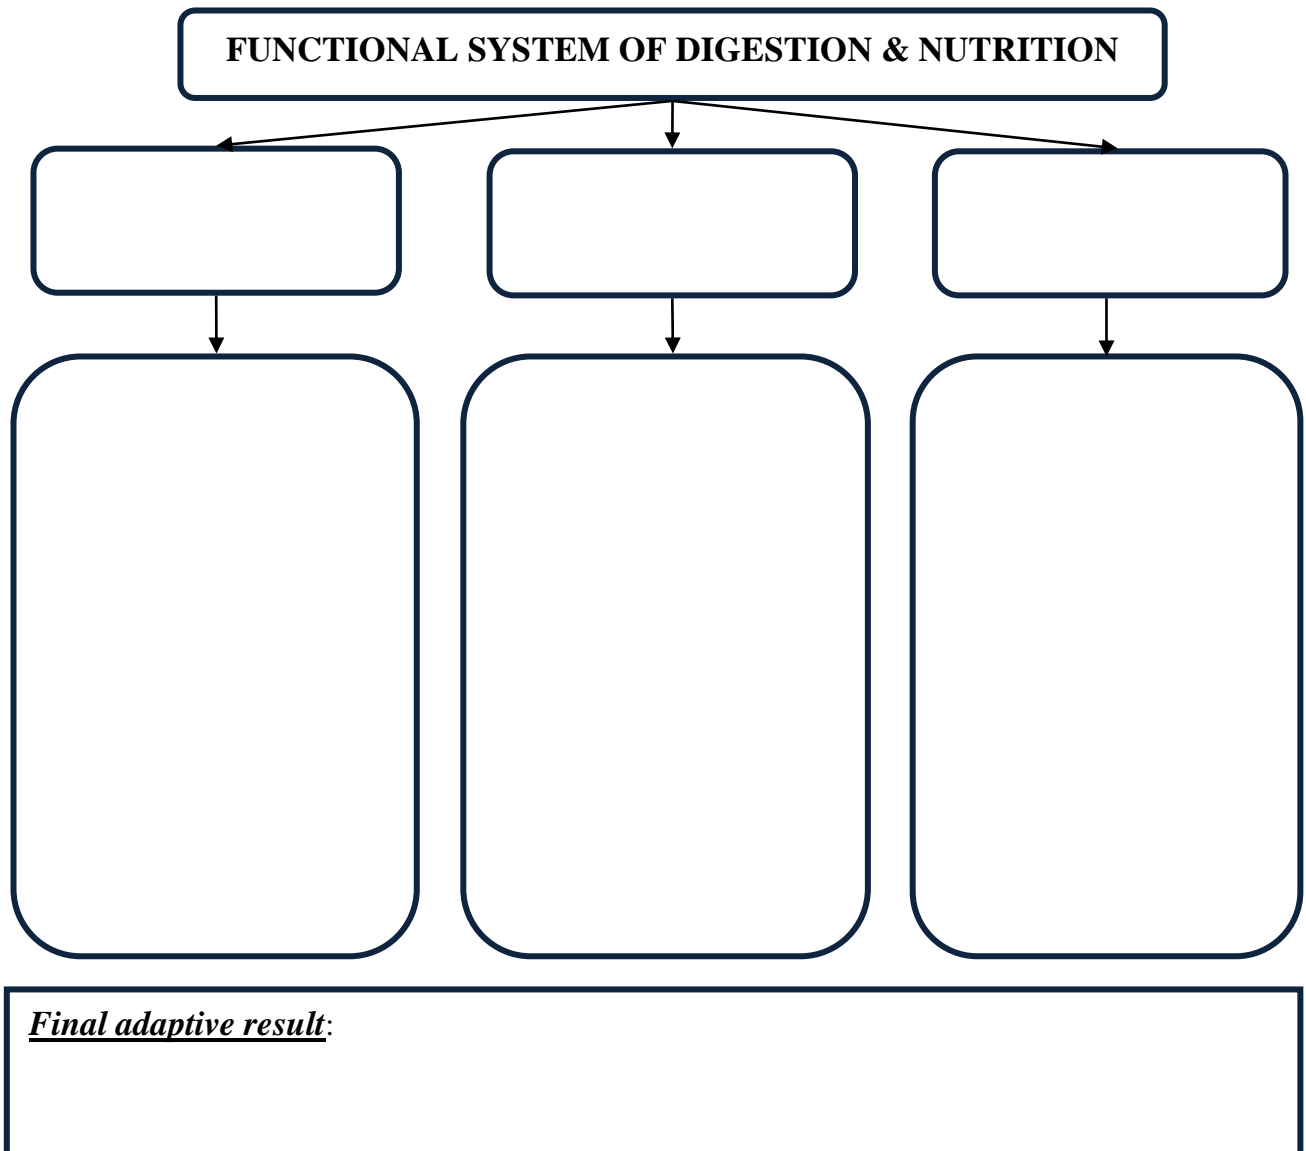 FUNCTIONAL SYSTEM OF DIGESTION & NUTRITION
Final adaptive result: